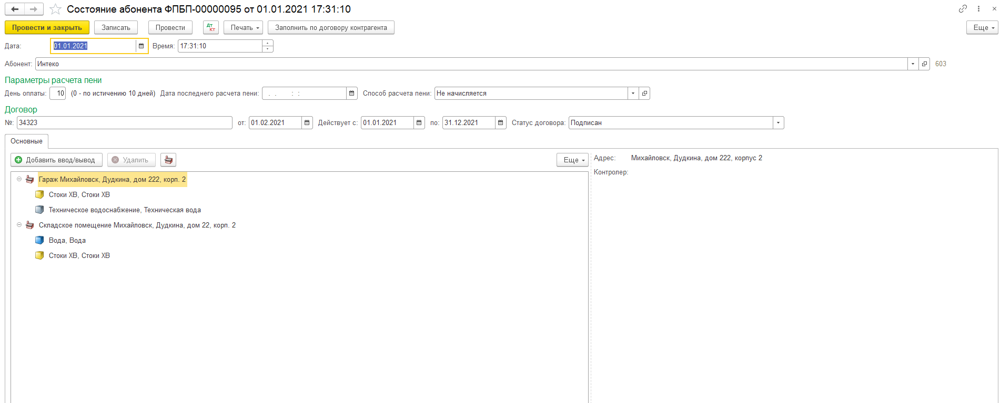 Состояние абонента ФПБП-00000095 от 01.01.2021 17:31:10
Провести и закрыть Записать Провести Дт Кт Печать Заполнить по договору контрагента Еще
Дата: 01.01.2021 Время: 17:31:10
Абонент: Интеко 603
Параметры расчета пени
День оплаты: 10 (0 - по истичению 10 дней) Дата последнего расчета пени: . . : : Способ расчета пени: Не начисляется
Договор
№: 34323 от: 01.02.2021 Действует с: 01.01.2021 по: 31.12.2021 Статус договора: Подписан
Основные
Добавить ввод/вывод Удалить Еще
Адрес: Михайловск, Дудкина, дом 222, корпус 2
Контролер:
Гараж Михайловск, Дудкина, дом 222, корп. 2
Стоки ХВ, Стоки ХВ
Техническое водоснабжение, Техническая вода
Складское помещение Михайловск, Дудкина, дом 22, корп. 2
Вода, Вода
Стоки ХВ, Стоки ХВ